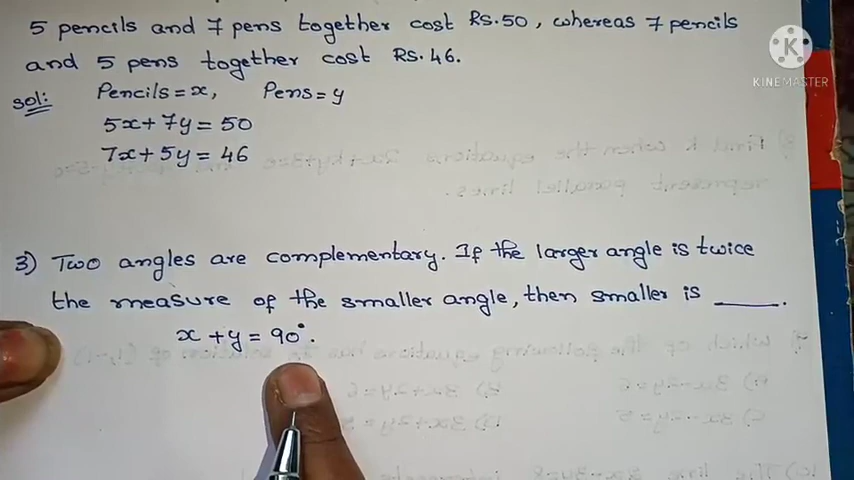 5 pencils and 7 pens together cost Rs.50, whereas 7 pencils
and 5 pens together cost Rs.46.
sol: Pencils = x, Pens = y
5x + 7y = 50
7x + 5y = 46
3) Two angles are complementary. If the larger angle is twice
the measure of the smaller angle, then smaller is ______.
x + y = 90°.
K
KINEMASTER